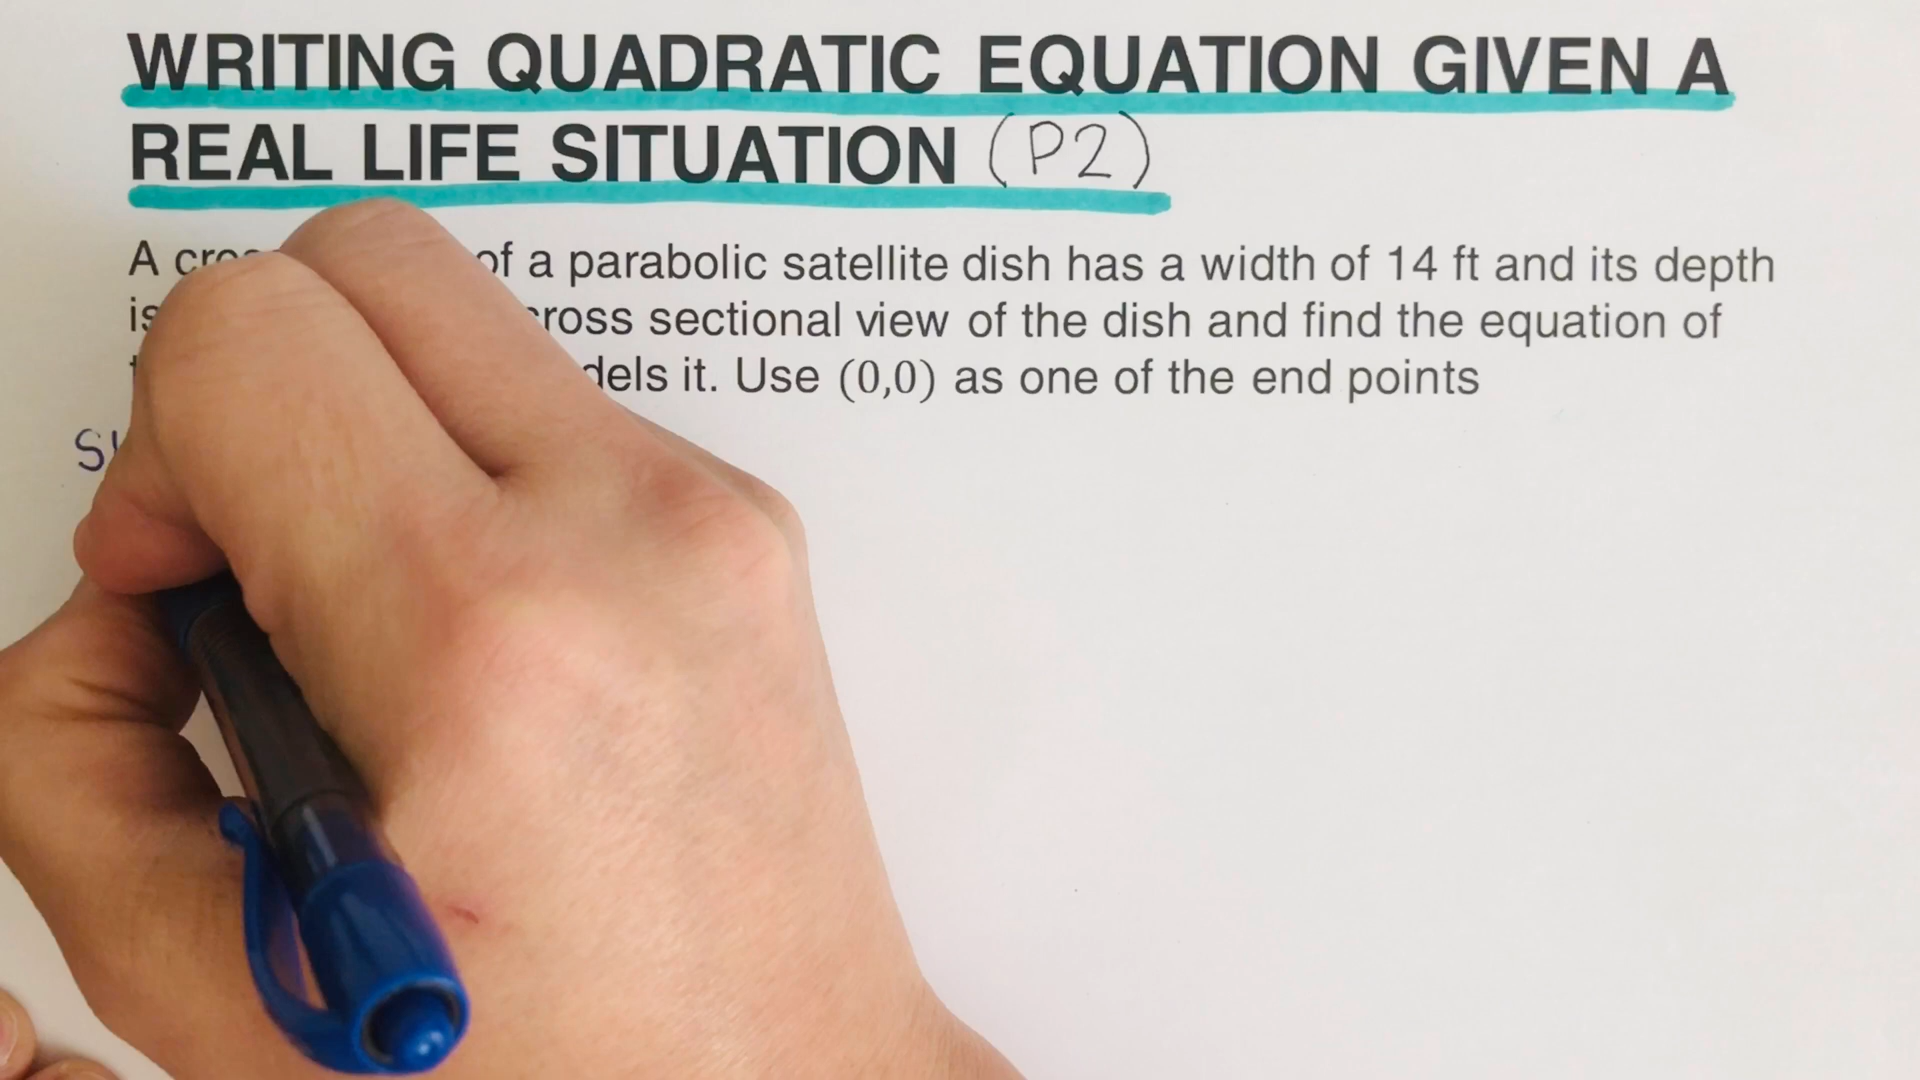 WRITING QUADRATIC EQUATION GIVEN A
REAL LIFE SITUATION (P2)
A of a parabolic satellite dish has a width of 14 ft and its depth
is cross sectional view of the dish and find the equation of
it. Use (0,0) as one of the end points